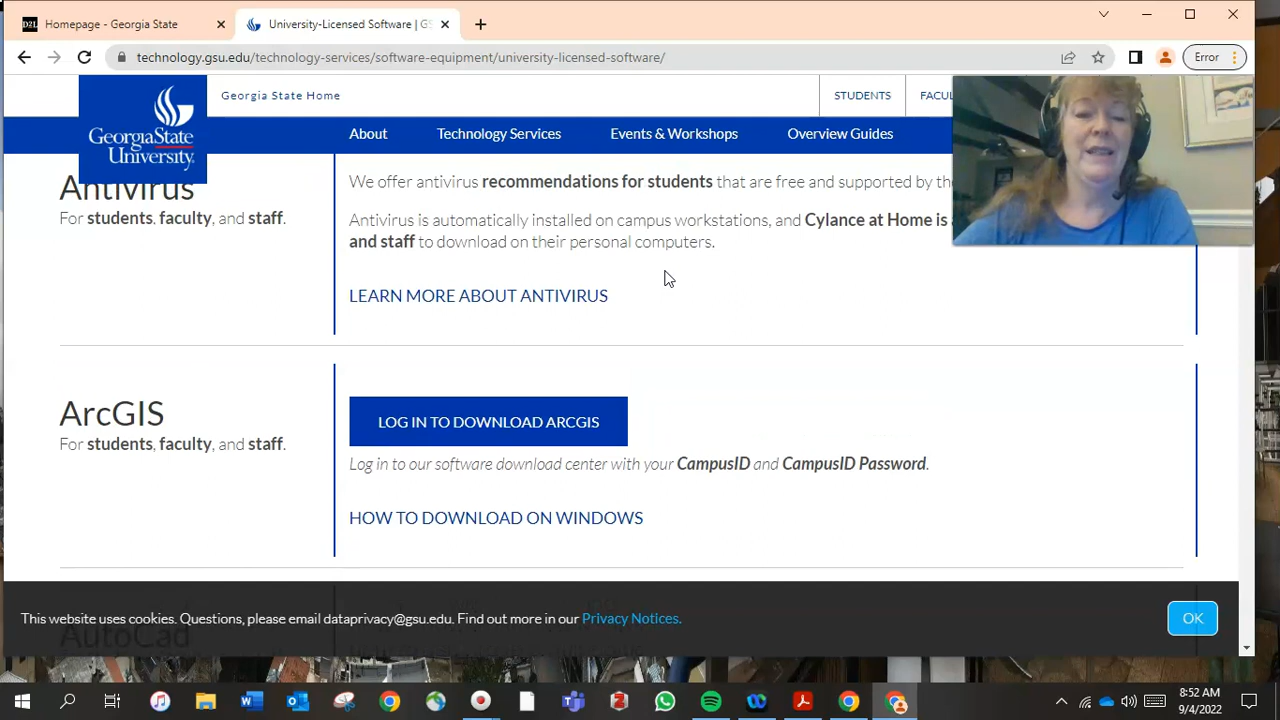 D2L Homepage - Georgia State
University-Licensed Software | GS
technology.gsu.edu/technology-services/software-equipment/university-licensed-software/
Error
Georgia State Home
STUDENTS
FACUL
GeorgiaState
University
About
Technology Services
Events & Workshops
Overview Guides
Antivirus
For students, faculty, and staff.
We offer antivirus recommendations for students that are free and supported by the
Antivirus is automatically installed on campus workstations, and Cylance at Home is
and staff to download on their personal computers.
LEARN MORE ABOUT ANTIVIRUS
ArcGIS
For students, faculty, and staff.
LOG IN TO DOWNLOAD ARCGIS
Log in to our software download center with your CampusID and CampusID Password.
HOW TO DOWNLOAD ON WINDOWS
This website uses cookies. Questions, please email dataprivacy@gsu.edu. Find out more in our Privacy Notices.
OK
AutoCad
8:52 AM
9/4/2022